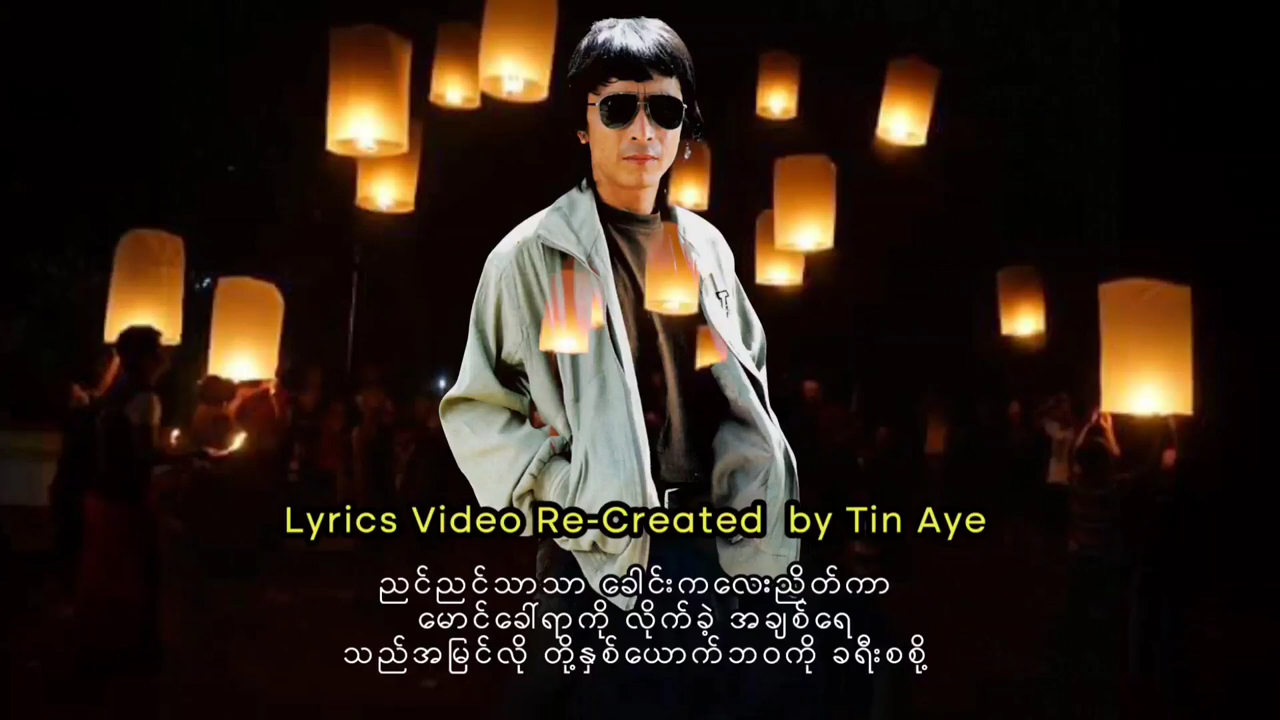 Lyrics Video Re-Created by Tin Aye
ညင်ညင်သာသာ ခေါင်းကလေးညိတ်ကာ
မောင်ခေါ်ရာကို လိုက်ခဲ့ အချစ်ရေ
သည်အမြင်လို တို့နှစ်ယောက်ဘဝကို ခရီးစစို့